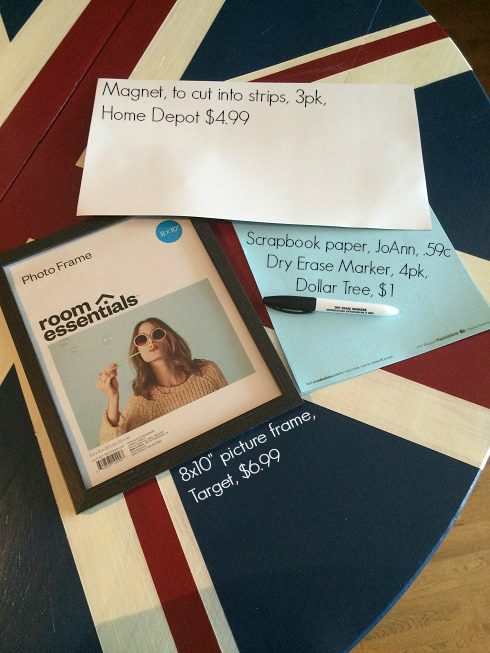 Magnet, to cut into strips, 3pk,
Home Depot $4.99
Scrapbook paper, JoAnn, .59c
Dry Erase Marker, 4pk,
Dollar Tree, $1
8x10"
Photo Frame
room
essentials
8x10" picture frame,
Target, $6.99